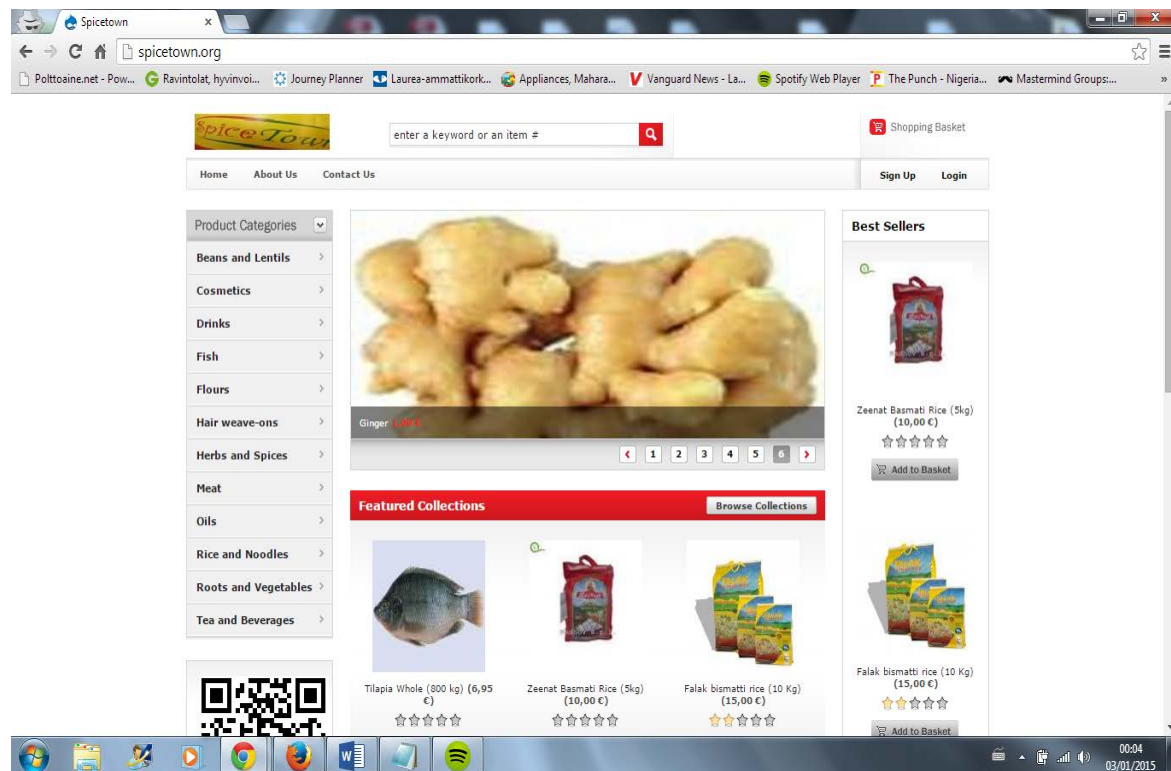 Spicetown
spicetown.org
Polttoaine.net - Pow...
Ravintolat, hyvinvoi...
Journey Planner
Laurea-ammattikork...
Appliances, Mahara...
Vanguard News - La...
Spotify Web Player
The Punch - Nigeria...
Mastermind Groups:...
»
Spice Town
enter a keyword or an item #
Shopping Basket
Home
About Us
Contact Us
Sign Up
Login
Product Categories
Beans and Lentils
Cosmetics
Drinks
Fish
Flours
Hair weave-ons
Herbs and Spices
Meat
Oils
Rice and Noodles
Roots and Vegetables
Tea and Beverages
Ginger
1 2 3 4 5 6
Featured Collections
Browse Collections
Tilapia Whole (800 kg) (6,95
€)
Zeenat Basmati Rice (5kg)
(10,00 €)
Falak bismatti rice (10 Kg)
(15,00 €)
Best Sellers
Zeenat Basmati Rice (5kg)
(10,00 €)
Add to Basket
Falak bismatti rice (10 Kg)
(15,00 €)
Add to Basket
00:04
03/01/2015